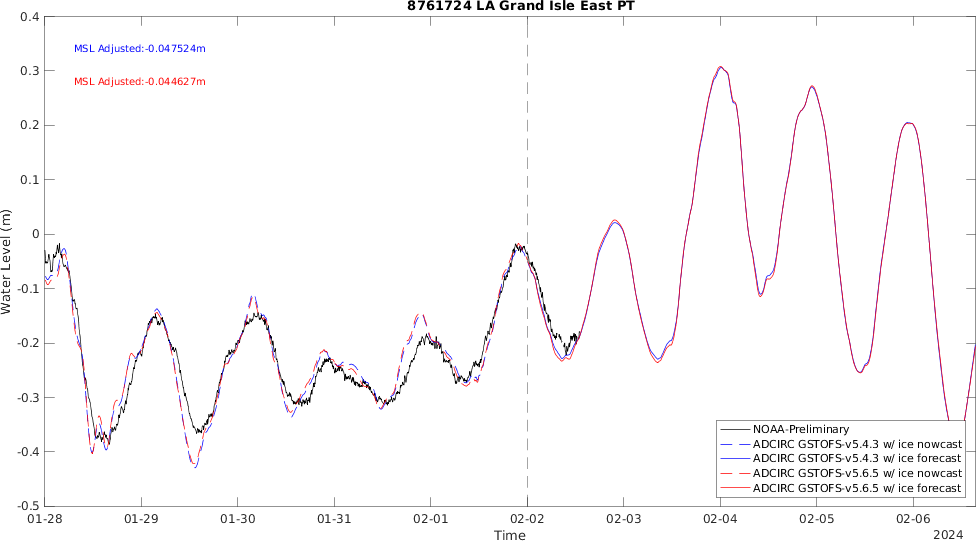 8761724 LA Grand Isle East PT
MSL Adjusted:-0.047524m
MSL Adjusted:-0.044627m
Water Level (m)
0.4
0.3
0.2
0.1
0
-0.1
-0.2
-0.3
-0.4
-0.5
NOAA-Preliminary
ADCIRC GSTOFS-v5.4.3 w/ ice nowcast
ADCIRC GSTOFS-v5.4.3 w/ ice forecast
ADCIRC GSTOFS-v5.6.5 w/ ice nowcast
ADCIRC GSTOFS-v5.6.5 w/ ice forecast
01-28 01-29 01-30 01-31 02-01 02-02 02-03 02-04 02-05 02-06
Time
2024